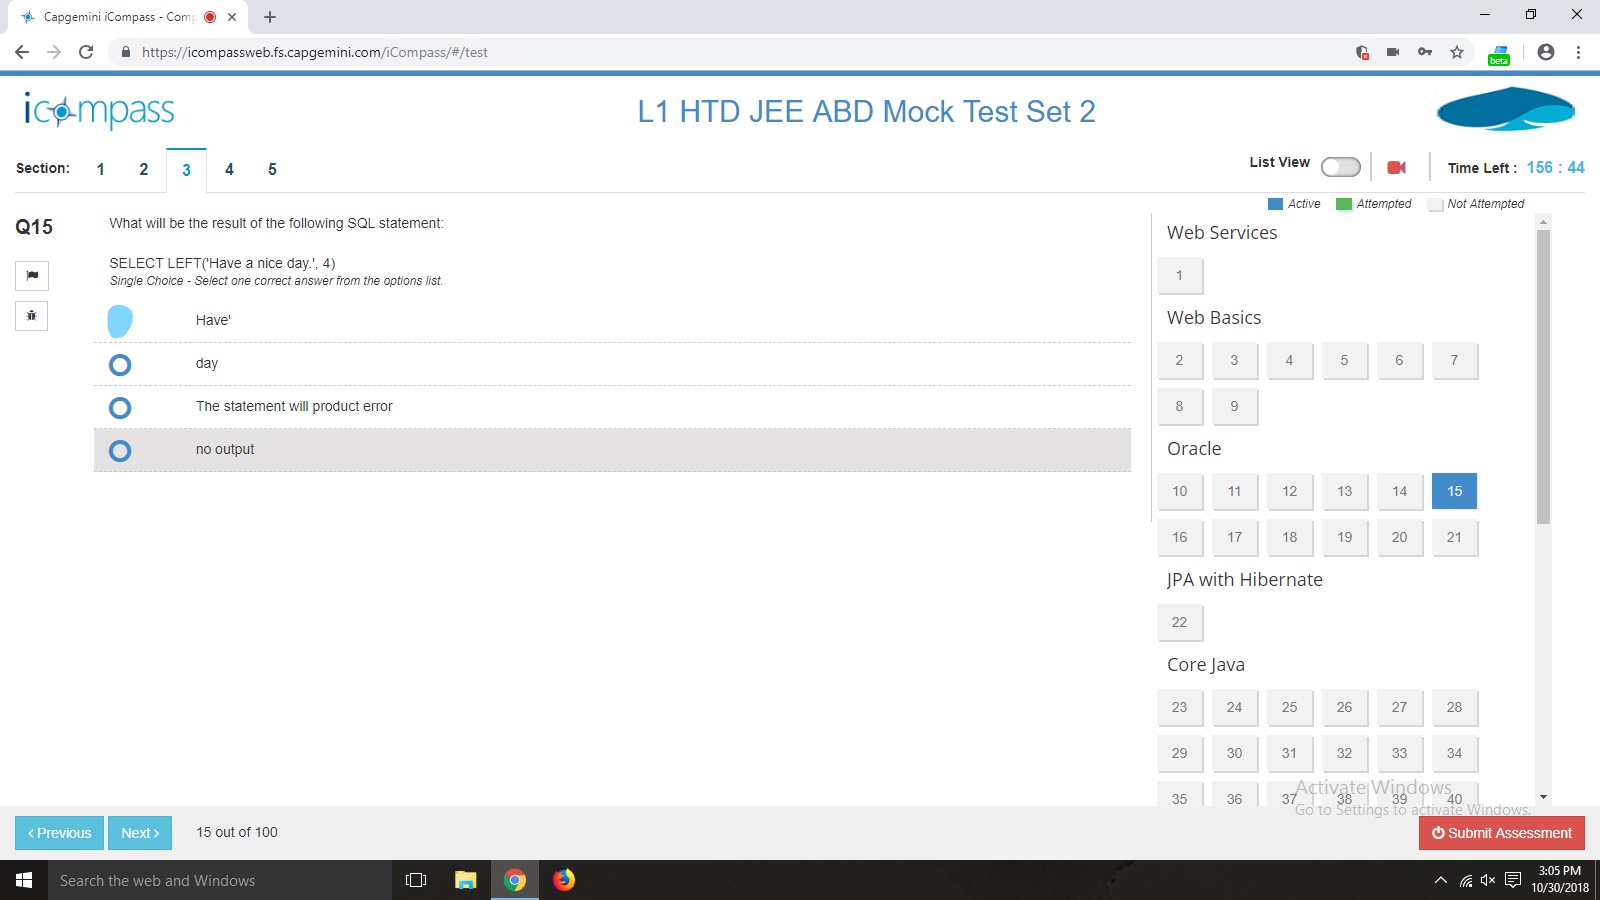 Capgemini iCompass - Comp
https://icompassweb.fs.capgemini.com/iCompass/#/test
beta
icompass
L1 HTD JEE ABD Mock Test Set 2
Section: 1 2 3 4 5
List View
Time Left : 156 : 44
Active Attempted Not Attempted
Q15
What will be the result of the following SQL statement:
SELECT LEFT('Have a nice day.', 4)
Single Choice - Select one correct answer from the options list.
Have'
day
The statement will product error
no output
Web Services
1
Web Basics
2 3 4 5 6 7
8 9
Oracle
10 11 12 13 14 15
16 17 18 19 20 21
JPA with Hibernate
22
Core Java
23 24 25 26 27 28
29 30 31 32 33 34
35 36 37 38 39 40
Activate Windows
Go to Settings to activate Windows.
Previous Next 15 out of 100
Submit Assessment
Search the web and Windows
3:05 PM
10/30/2018